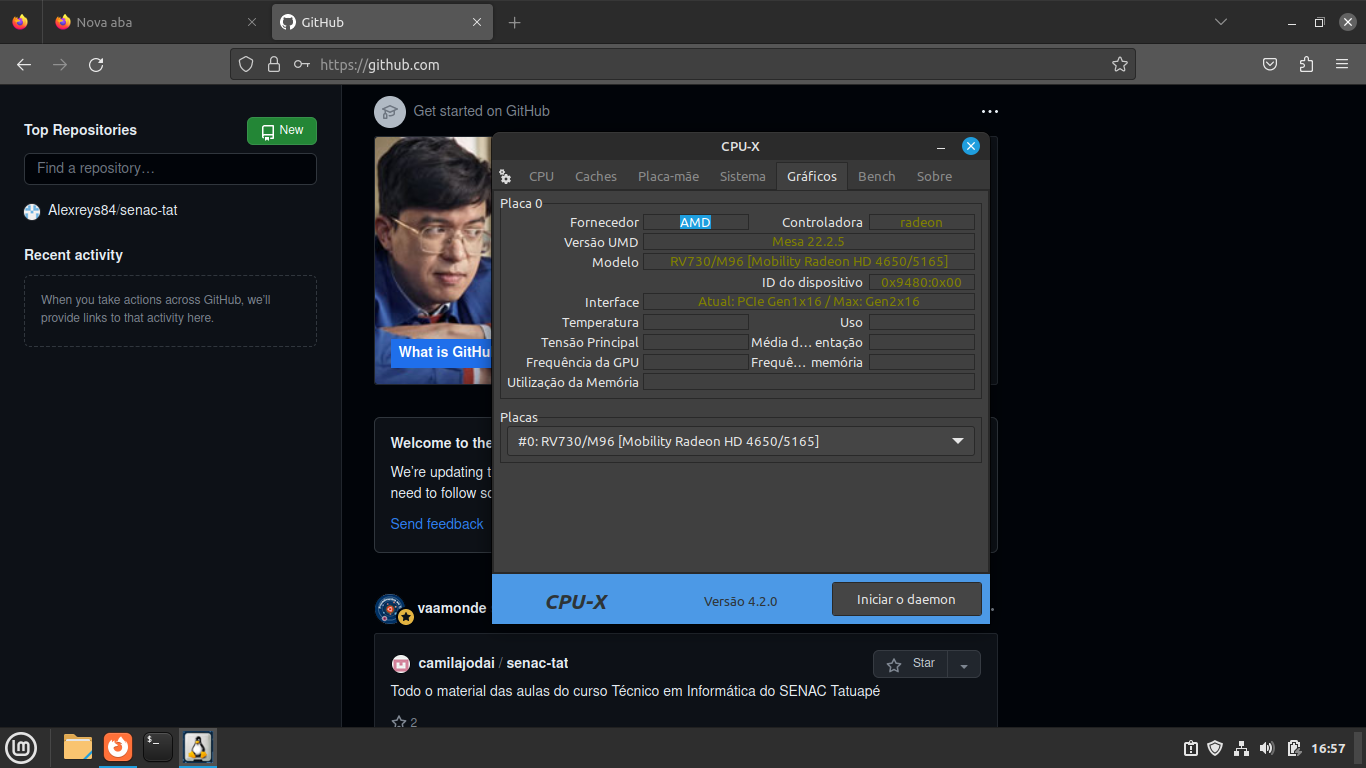 Nova aba
GitHub
https://github.com
Top Repositories
New
Find a repository…
Alexreys84/senac-tat
Recent activity
When you take actions across GitHub, we'll
provide links to that activity here.
Get started on GitHub
What is GitHu
Welcome to the
We're updating t
need to follow so
Send feedback
vaamonde
camilajodai / senac-tat
Star
Todo o material das aulas do curso Técnico em Informática do SENAC Tatuapé
2
CPU-X
CPU Caches Placa-mãe Sistema Gráficos Bench Sobre
Placa 0
Fornecedor AMD Controladora radeon
Versão UMD Mesa 22.2.5
Modelo RV730/M96 [Mobility Radeon HD 4650/5165]
ID do dispositivo 0x9480:0x00
Interface Atual: PCIe Gen1x16 / Max: Gen2x16
Temperatura Uso
Tensão Principal Média d… entação
Frequência da GPU Frequê… memória
Utilização da Memória
Placas
#0: RV730/M96 [Mobility Radeon HD 4650/5165]
CPU-X Versão 4.2.0 Iniciar o daemon
16:57